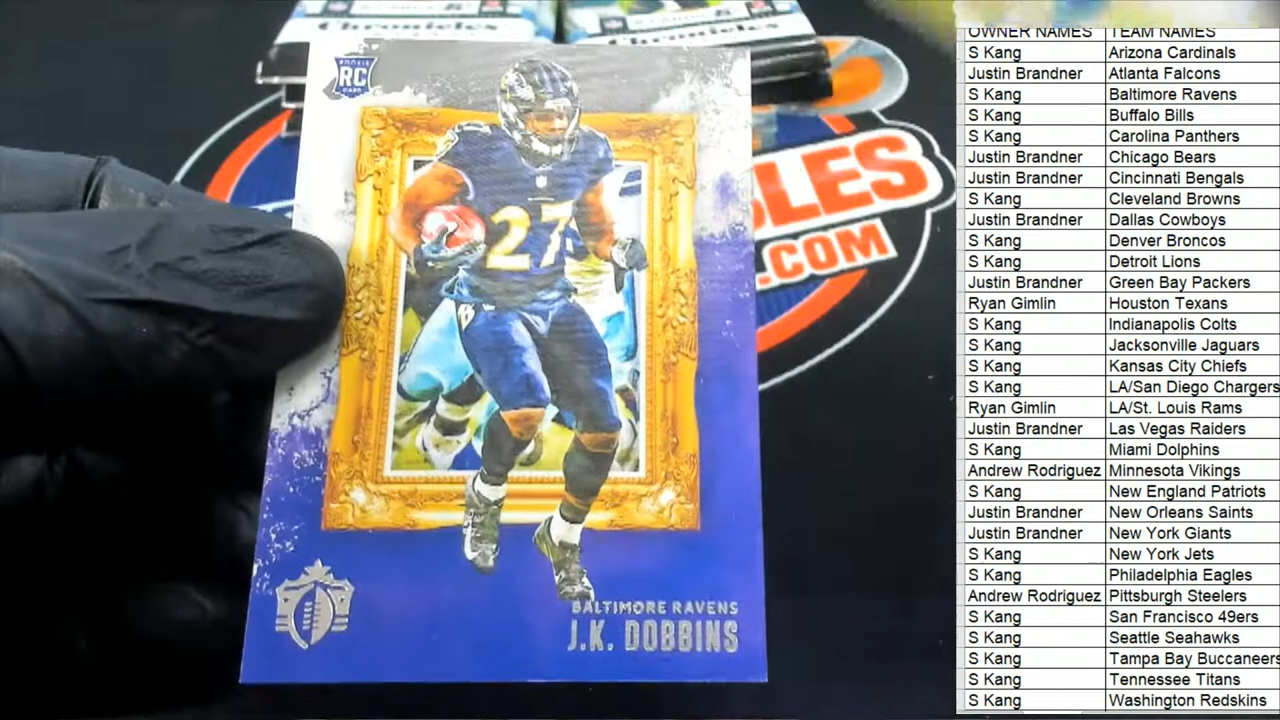 Chronicles
Chronicles
ROOKIE
RC
CARD
27
BLES
.COM
BALTIMORE RAVENS
J.K. DOBBINS
OWNER NAMES TEAM NAMES
S Kang Arizona Cardinals
Justin Brandner Atlanta Falcons
S Kang Baltimore Ravens
S Kang Buffalo Bills
S Kang Carolina Panthers
Justin Brandner Chicago Bears
Justin Brandner Cincinnati Bengals
S Kang Cleveland Browns
Justin Brandner Dallas Cowboys
S Kang Denver Broncos
S Kang Detroit Lions
Justin Brandner Green Bay Packers
Ryan Gimlin Houston Texans
S Kang Indianapolis Colts
S Kang Jacksonville Jaguars
S Kang Kansas City Chiefs
S Kang LA/San Diego Chargers
Ryan Gimlin LA/St. Louis Rams
Justin Brandner Las Vegas Raiders
S Kang Miami Dolphins
Andrew Rodriguez Minnesota Vikings
S Kang New England Patriots
Justin Brandner New Orleans Saints
Justin Brandner New York Giants
S Kang New York Jets
S Kang Philadelphia Eagles
Andrew Rodriguez Pittsburgh Steelers
S Kang San Francisco 49ers
S Kang Seattle Seahawks
S Kang Tampa Bay Buccaneers
S Kang Tennessee Titans
S Kang Washington Redskins